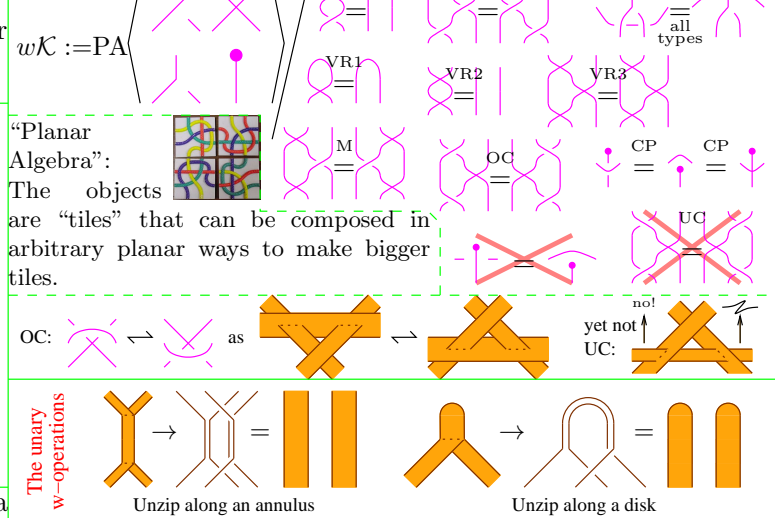 r
wK :=PA
all
types
VR1
VR2
VR3
=
“Planar
Algebra”:
The objects
are “tiles” that can be composed in
arbitrary planar ways to make bigger
tiles.
M
OC
CP
CP
UC
OC:
as
yet not
UC:
no!
The unary
w–operations
Unzip along an annulus
Unzip along a disk
a